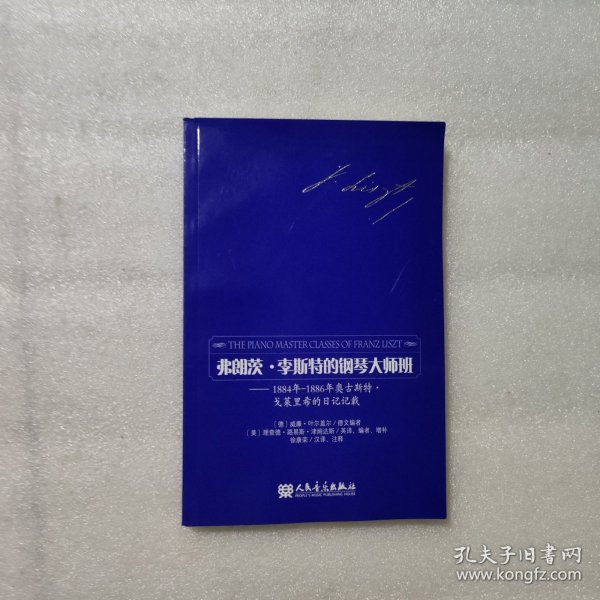 F. Liszt
THE PIANO MASTER CLASSES OF FRANZ LISZT
弗朗茨·李斯特的钢琴大师班
——1884年-1886年奥古斯特·
戈莱里希的日记记载
［德］威廉·叶尔盖尔/德文编者
［美］理查德·路易斯·津姆达斯/英译、编者、增补
徐康荣/汉译、注释
人民音乐出版社
PEOPLE'S MUSIC PUBLISHING HOUSE
孔夫子旧书网
www.kongfz.com